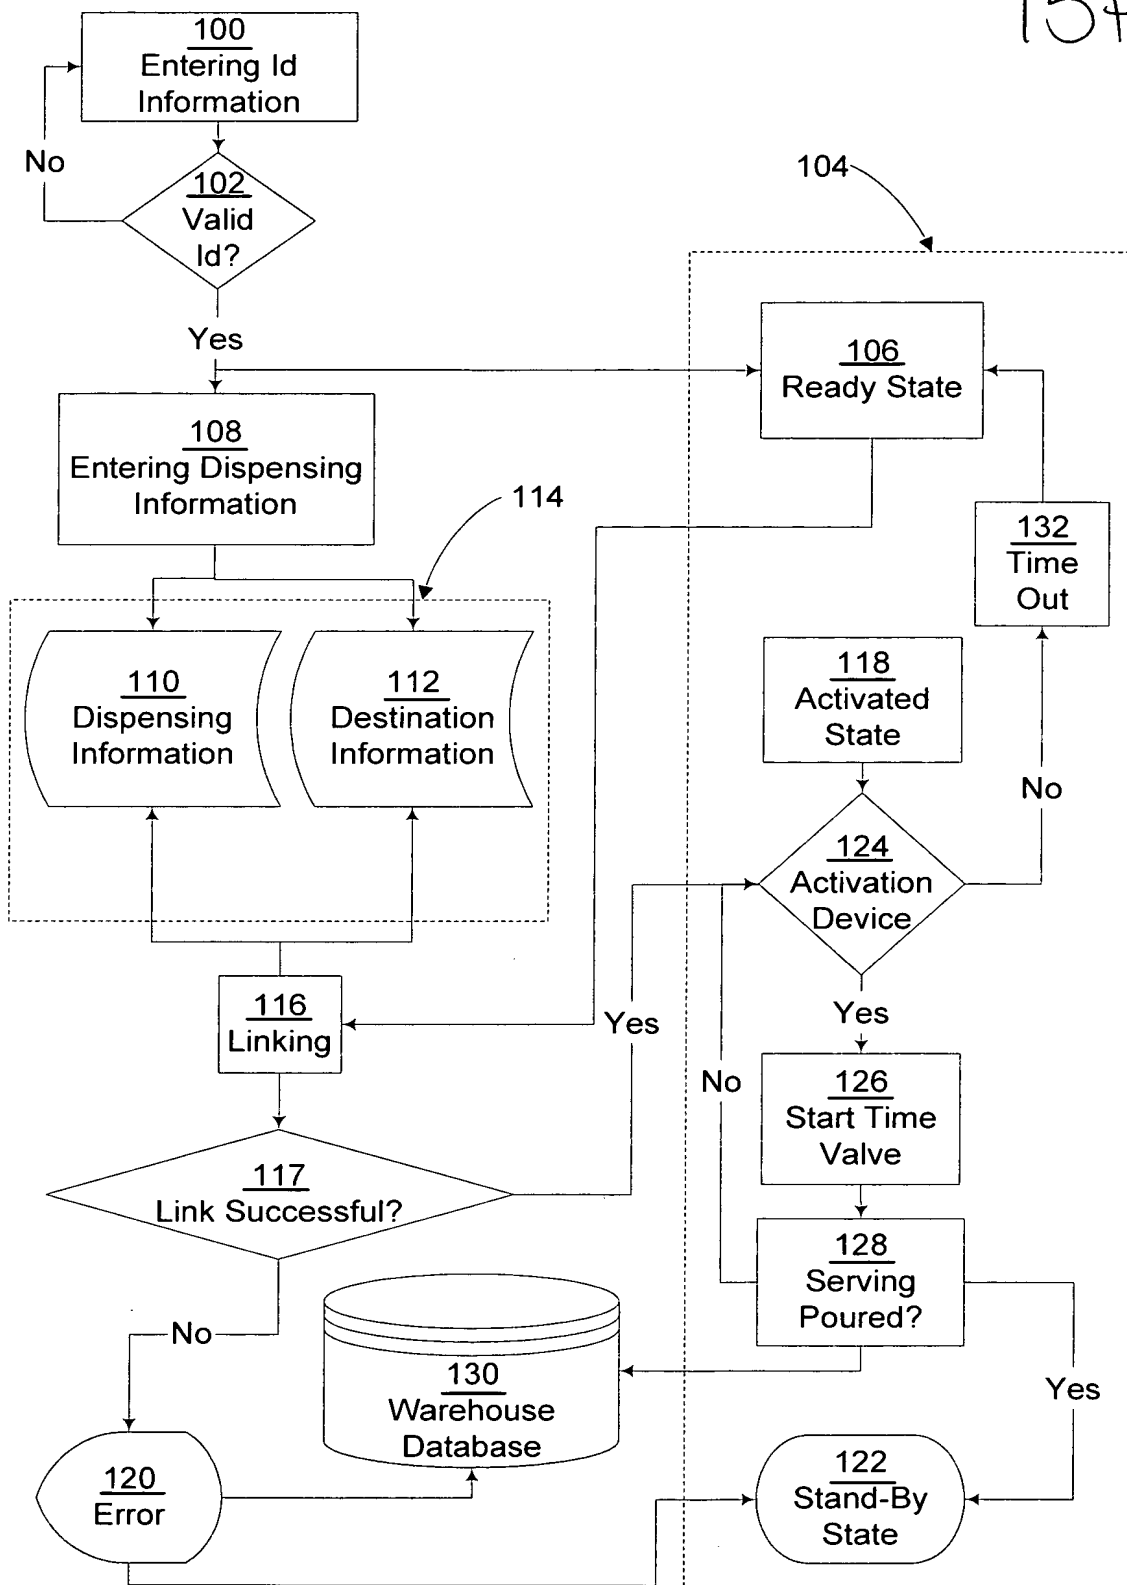 100
Entering Id
Information
No
102
Valid
Id?
Yes
104
106
Ready State
108
Entering Dispensing
Information
114
132
Time
Out
110
Dispensing
Information
112
Destination
Information
118
Activated
State
No
124
Activation
Device
116
Linking
Yes
Yes
No
126
Start Time
Valve
117
Link Successful?
128
Serving
Poured?
No
130
Warehouse
Database
Yes
120
Error
122
Stand-By
State